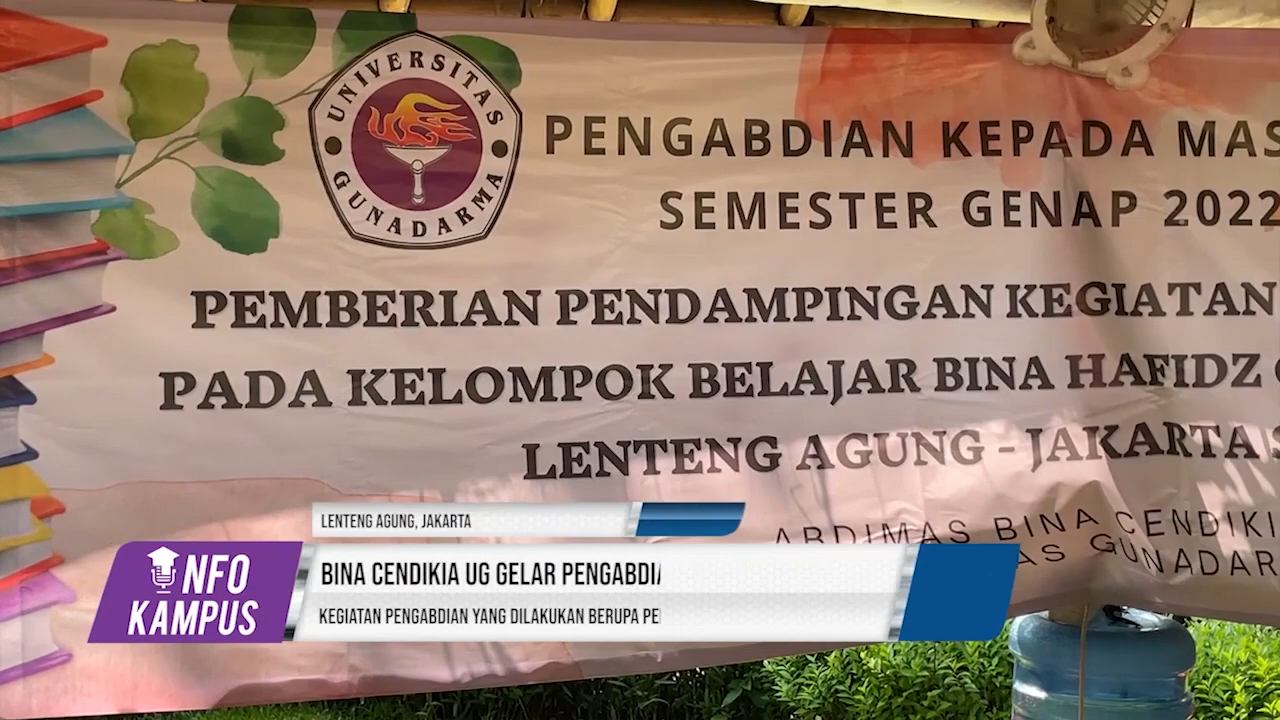 UNIVERSITAS
GUNADARMA
PENGABDIAN KEPADA MAS
SEMESTER GENAP 2022
PEMBERIAN PENDAMPINGAN KEGIATAN
PADA KELOMPOK BELAJAR BINA HAFIDZ
LENTENG AGUNG - JAKARTA S
ABDIMAS BINA CENDIKI
AS GUNADAR
LENTENG AGUNG, JAKARTA
NFO
KAMPUS
BINA CENDIKIA UG GELAR PENGABDIA
KEGIATAN PENGABDIAN YANG DILAKUKAN BERUPA PE